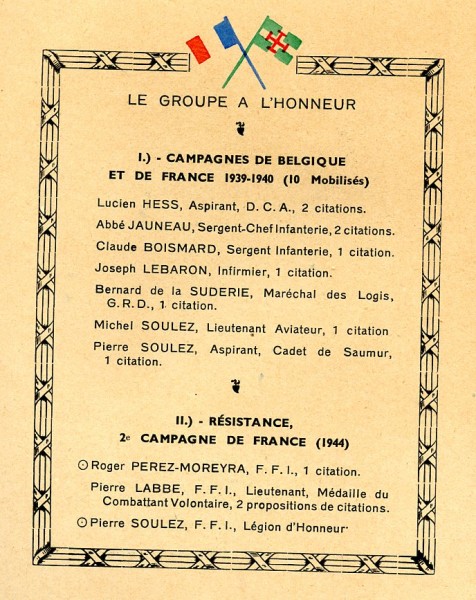 LE GROUPE A L'HONNEUR
I.) - CAMPAGNES DE BELGIQUE
ET DE FRANCE 1939-1940 (10 Mobilisés)
Lucien HESS, Aspirant, D. C. A., 2 citations.
Abbé JAUNEAU, Sergent-Chef Infanterie, 2 citations.
Claude BOISMARD, Sergent Infanterie, 1 citation.
Joseph LEBARON, Infirmier, 1 citation.
Bernard de la SUDERIE, Maréchal des Logis,
G. R. D., 1 citation.
Michel SOULEZ, Lieutenant Aviateur, 1 citation
Pierre SOULEZ, Aspirant, Cadet de Saumur,
1 citation.
II.) - RÉSISTANCE,
2e CAMPAGNE DE FRANCE (1944)
Roger PEREZ-MOREYRA, F. F. I., 1 citation.
Pierre LABBE, F. F. I., Lieutenant, Médaille du
Combattant Volontaire, 2 propositions de citations.
Pierre SOULEZ, F. F. I., Légion d'Honneur